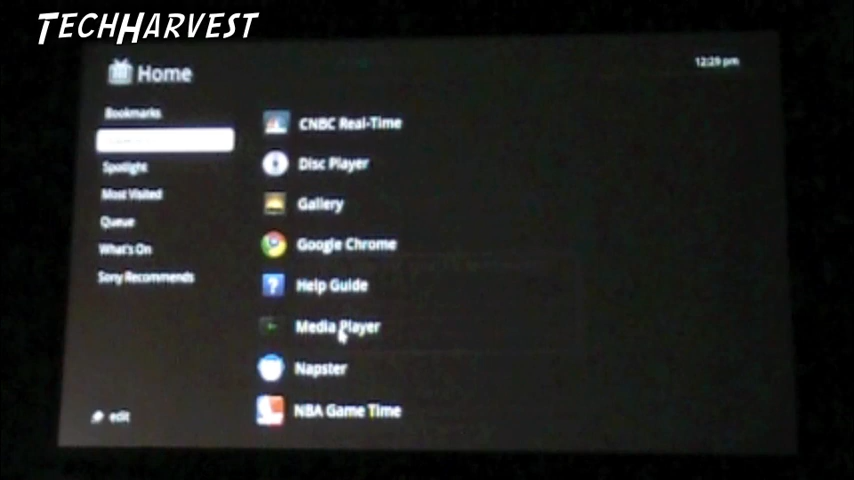 TECHHARVEST
Home
12:29 pm
Bookmarks
Spotlight
Most Visited
Queue
What's On
Sony Recommends
edit
CNBC Real-Time
Disc Player
Gallery
Google Chrome
Help Guide
Media Player
Napster
NBA Game Time